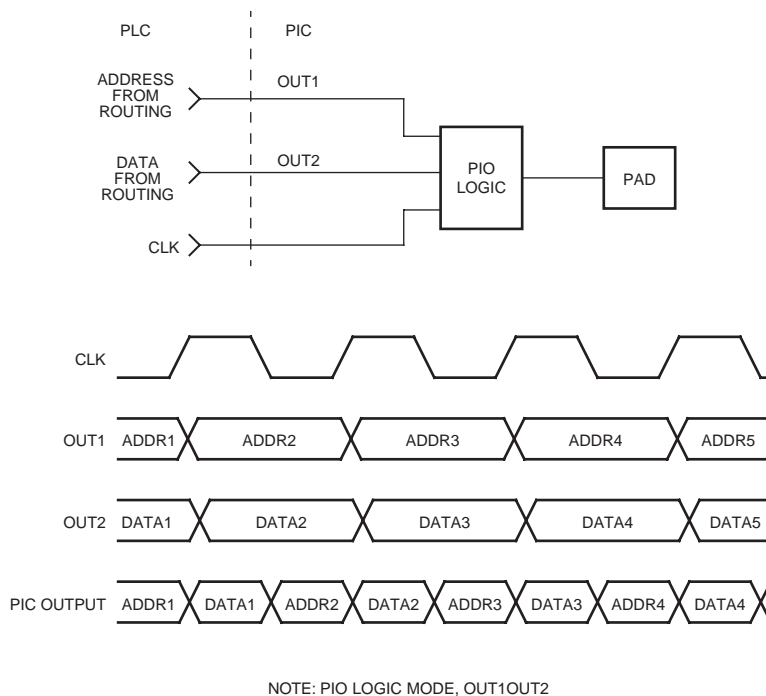 PLC
PIC
ADDRESS
FROM
ROUTING
OUT1
DATA
FROM
ROUTING
OUT2
PIO
LOGIC
PAD
CLK
CLK
OUT1 ADDR1 ADDR2 ADDR3 ADDR4 ADDR5
OUT2 DATA1 DATA2 DATA3 DATA4 DATA5
PIC OUTPUT ADDR1 DATA1 ADDR2 DATA2 ADDR3 DATA3 ADDR4 DATA4
NOTE: PIO LOGIC MODE, OUT1OUT2